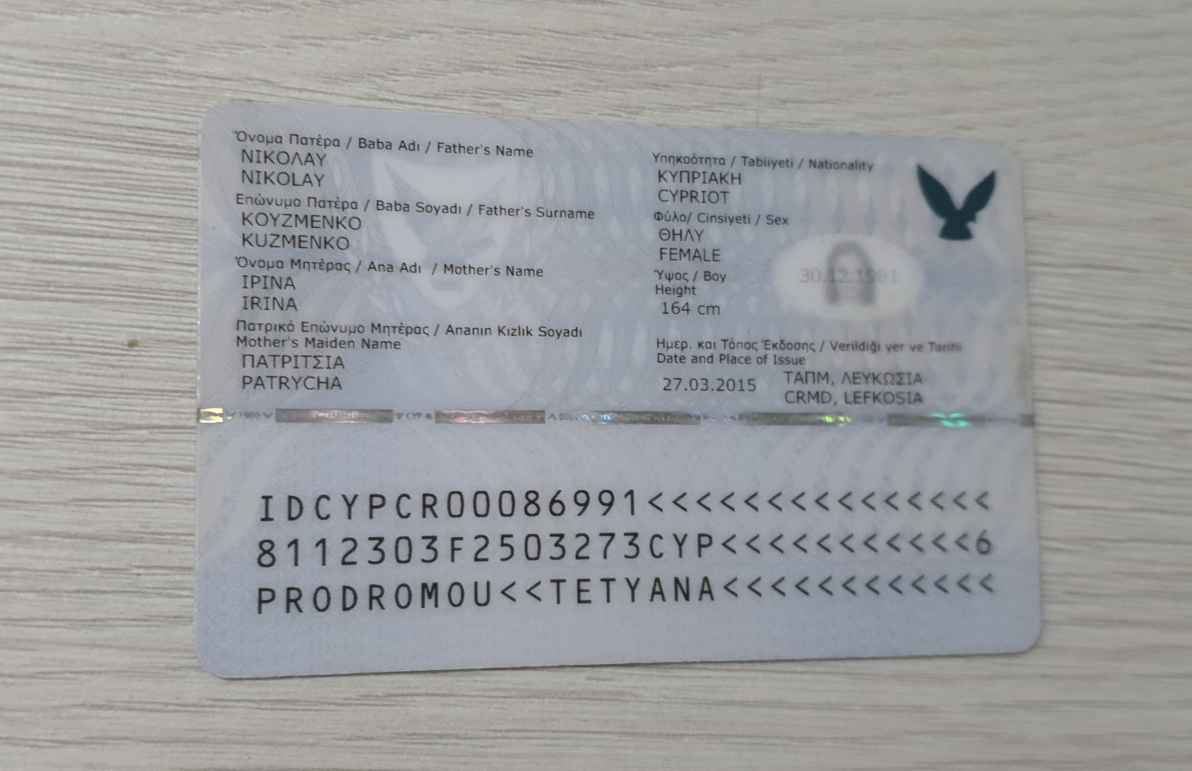 Όνομα Πατέρα / Baba Adı / Father's Name
ΝΙΚΟΛΑΥ
NIKOLAY
Επώνυμο Πατέρα / Baba Soyadı / Father's Surname
ΚΟΥΖΜΕΝΚΟ
KUZMENKO
Όνομα Μητέρας / Ana Adı / Mother's Name
ΙΡΙΝΑ
IRINA
Πατρικό Επώνυμο Μητέρας / Ananın Kızlık Soyadı
Mother's Maiden Name
ΠΑΤΡΙΤΣΙΑ
PATRYCHA
Υπηκοότητα / Tabiiyeti / Nationality
ΚΥΠΡΙΑΚΗ
CYPRIOT
Φύλο/ Cinsiyeti / Sex
ΘΗΛΥ
FEMALE
Ύψος / Boy
Height
164 cm
Ημερ. και Τόπος Έκδοσης / Verildiği yer ve Tarihi
Date and Place of Issue
27.03.2015
ΤΑΠΜ, ΛΕΥΚΩΣΙΑ
CRMD, LEFKOSIA
IDCYPCR00086991<<<<<<<<<<<<<<<
8112303F2503273CYP<<<<<<<<<<<6
PRODROMOU<<TETYANA<<<<<<<<<<<<